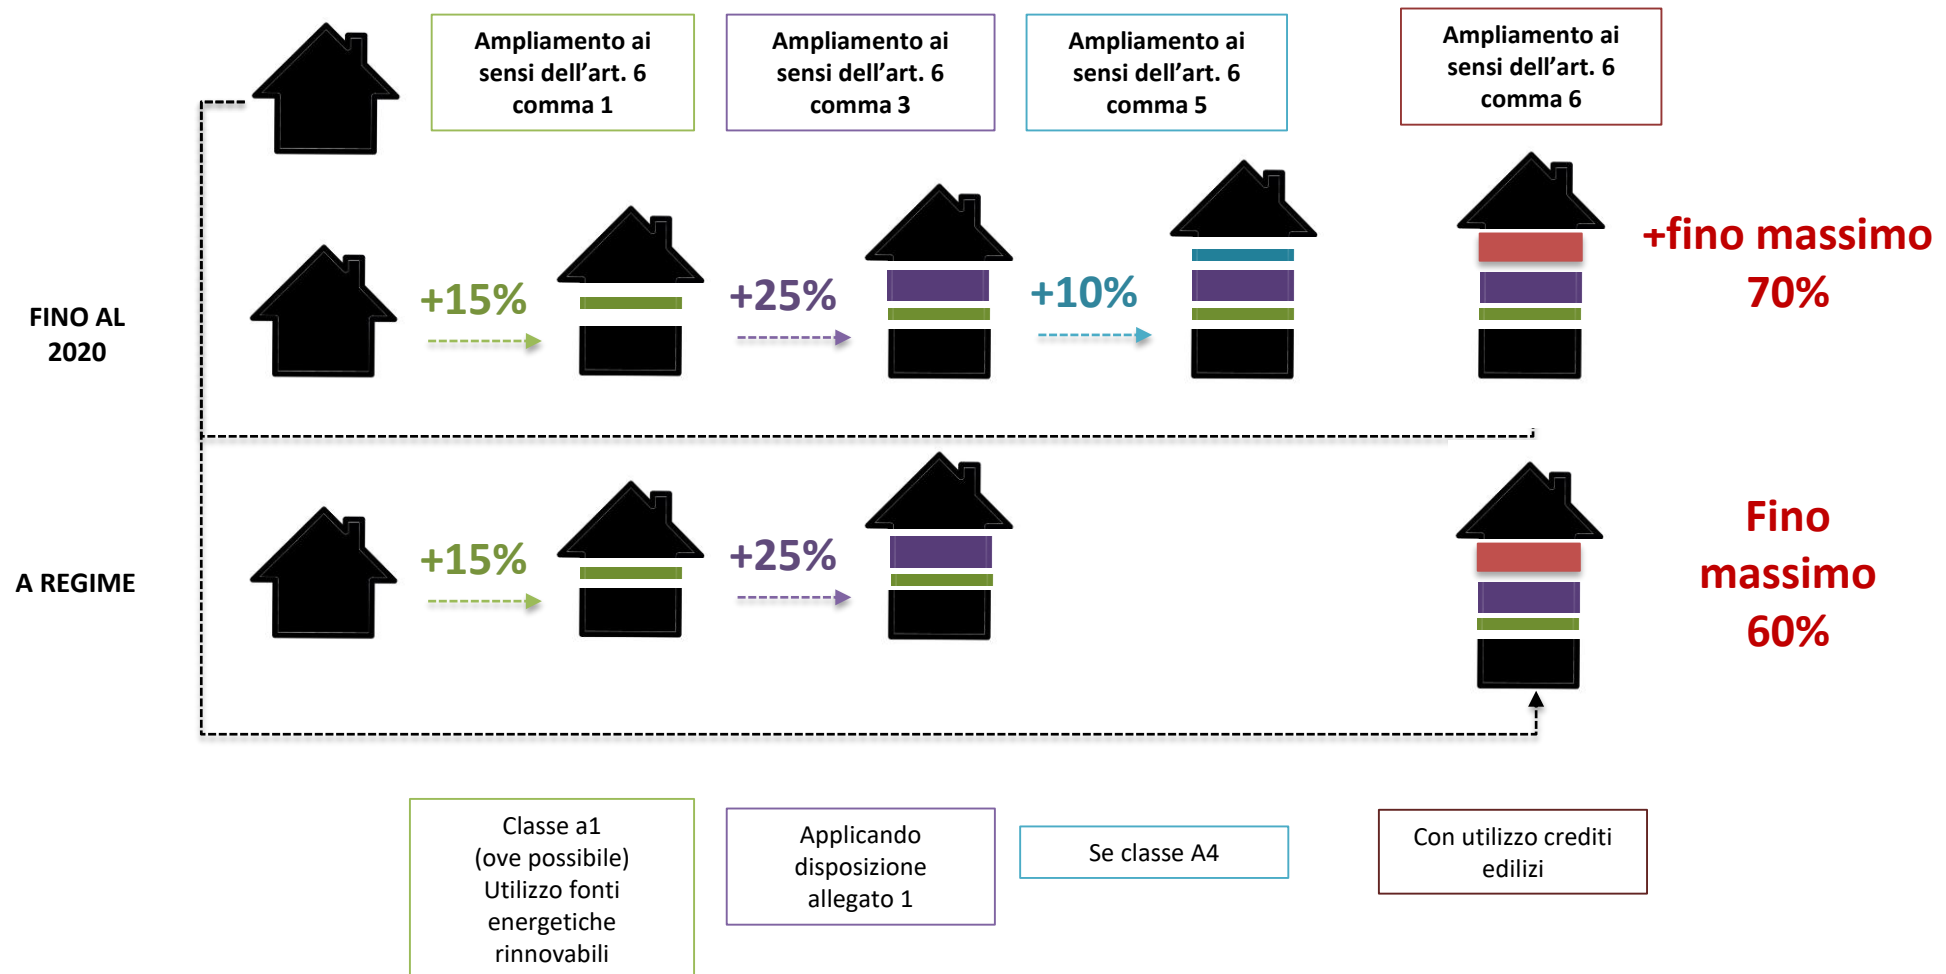 Ampliamento ai
sensi dell'art. 6
comma 1
Ampliamento ai
sensi dell'art. 6
comma 3
Ampliamento ai
sensi dell'art. 6
comma 5
Ampliamento ai
sensi dell'art. 6
comma 6
FINO AL
2020
+15%
+25%
+10%
+fino massimo
70%
A REGIME
+15%
+25%
Fino
massimo
60%
Classe a1
(ove possibile)
Utilizzo fonti
energetiche
rinnovabili
Applicando
disposizione
allegato 1
Se classe A4
Con utilizzo crediti
edilizi